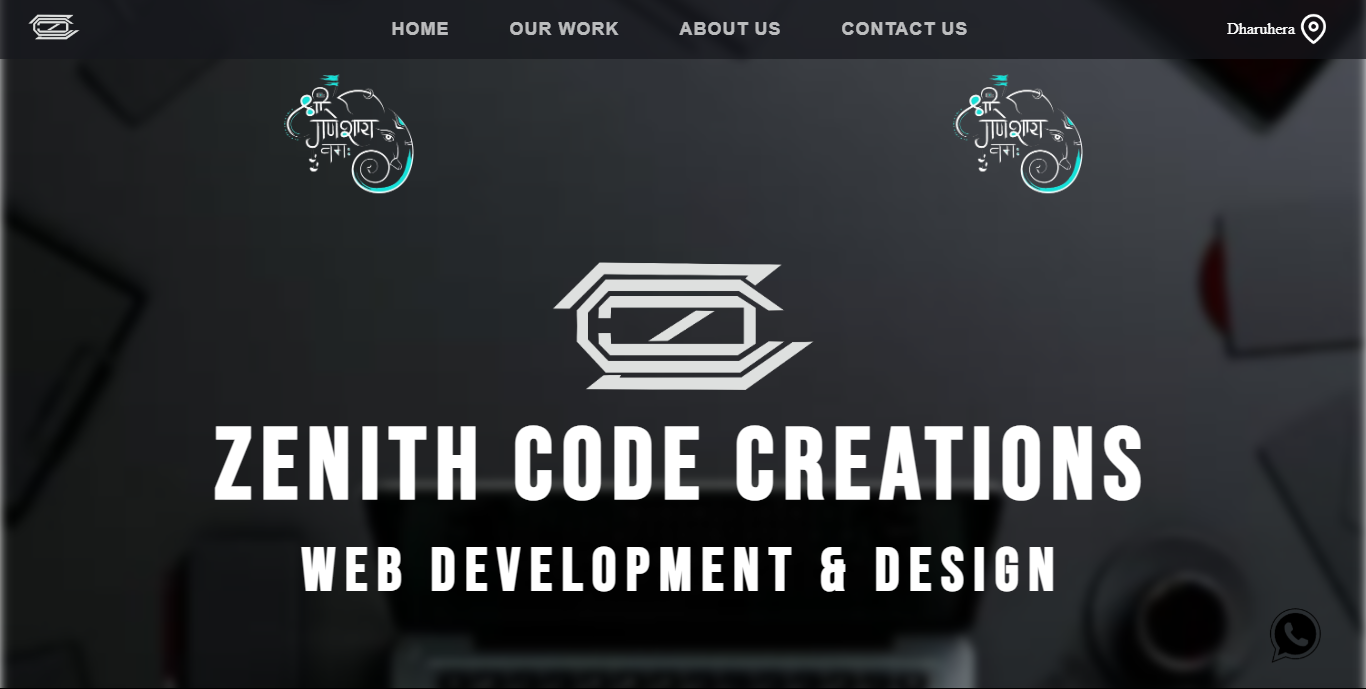 HOME OUR WORK ABOUT US CONTACT US Dharuhera
श्री श्री
गणेशाय गणेशाय
नमः नमः
ZENITH CODE CREATIONS
WEB DEVELOPMENT & DESIGN